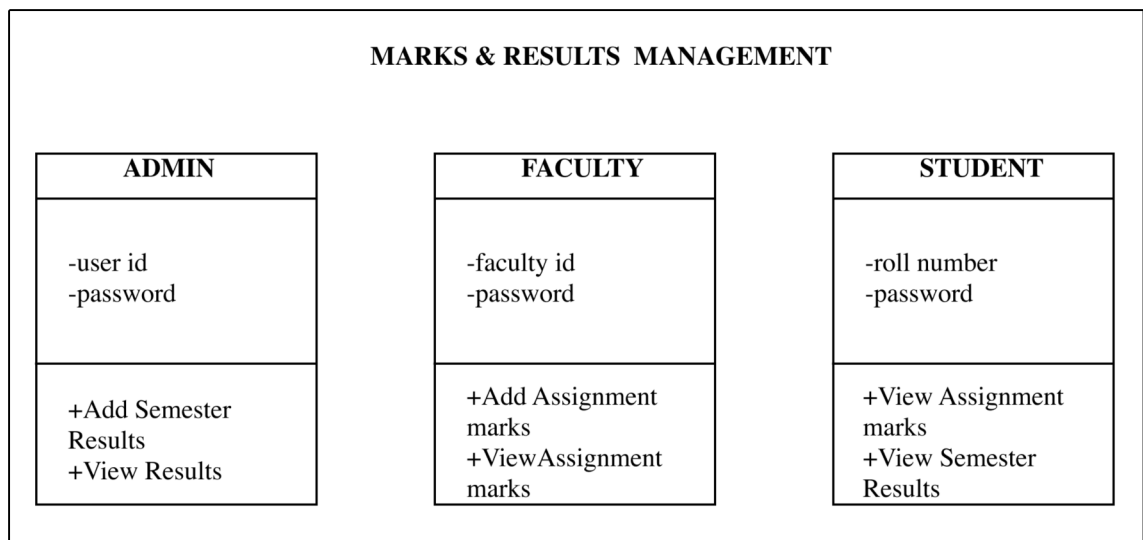 MARKS & RESULTS MANAGEMENT
ADMIN
-user id
-password
+Add Semester
Results
+View Results
FACULTY
-faculty id
-password
+Add Assignment
marks
+ViewAssignment
marks
STUDENT
-roll number
-password
+View Assignment
marks
+View Semester
Results